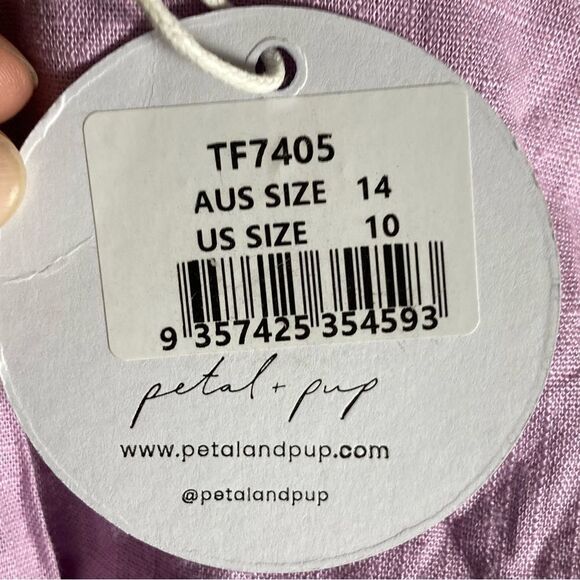 TF7405
AUS SIZE 14
US SIZE 10
9 357425 354593
petal + pup
www.petalandpup.com
@petalandpup